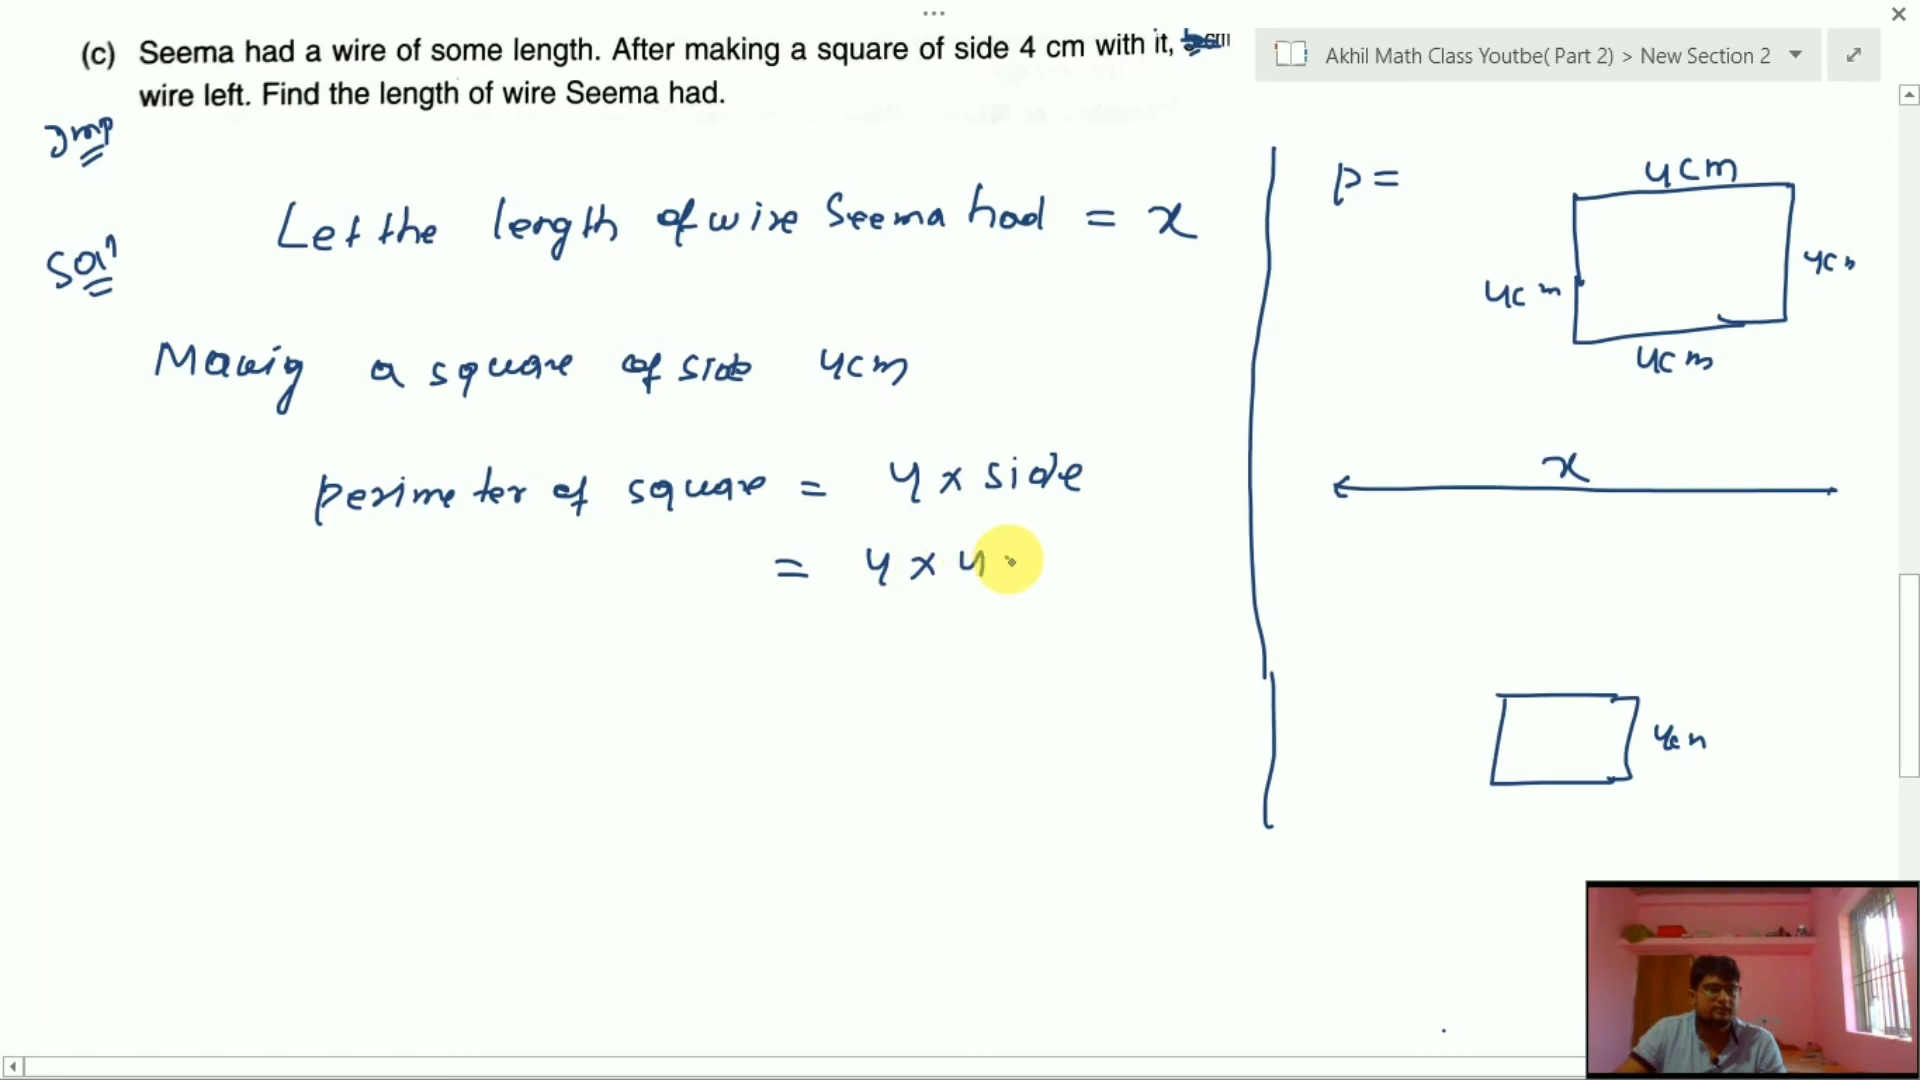 (c) Seema had a wire of some length. After making a square of side 4 cm with it,
wire left. Find the length of wire Seema had.
Akhil Math Class Youtbe( Part 2) > New Section 2
Imp
Sol^n
Let the length of wire Seema had = x
Making a square of side 4cm
perimeter of square = 4 x side
= 4 x 4
P =
4cm
4cm
4cm
4cm
x
4cm